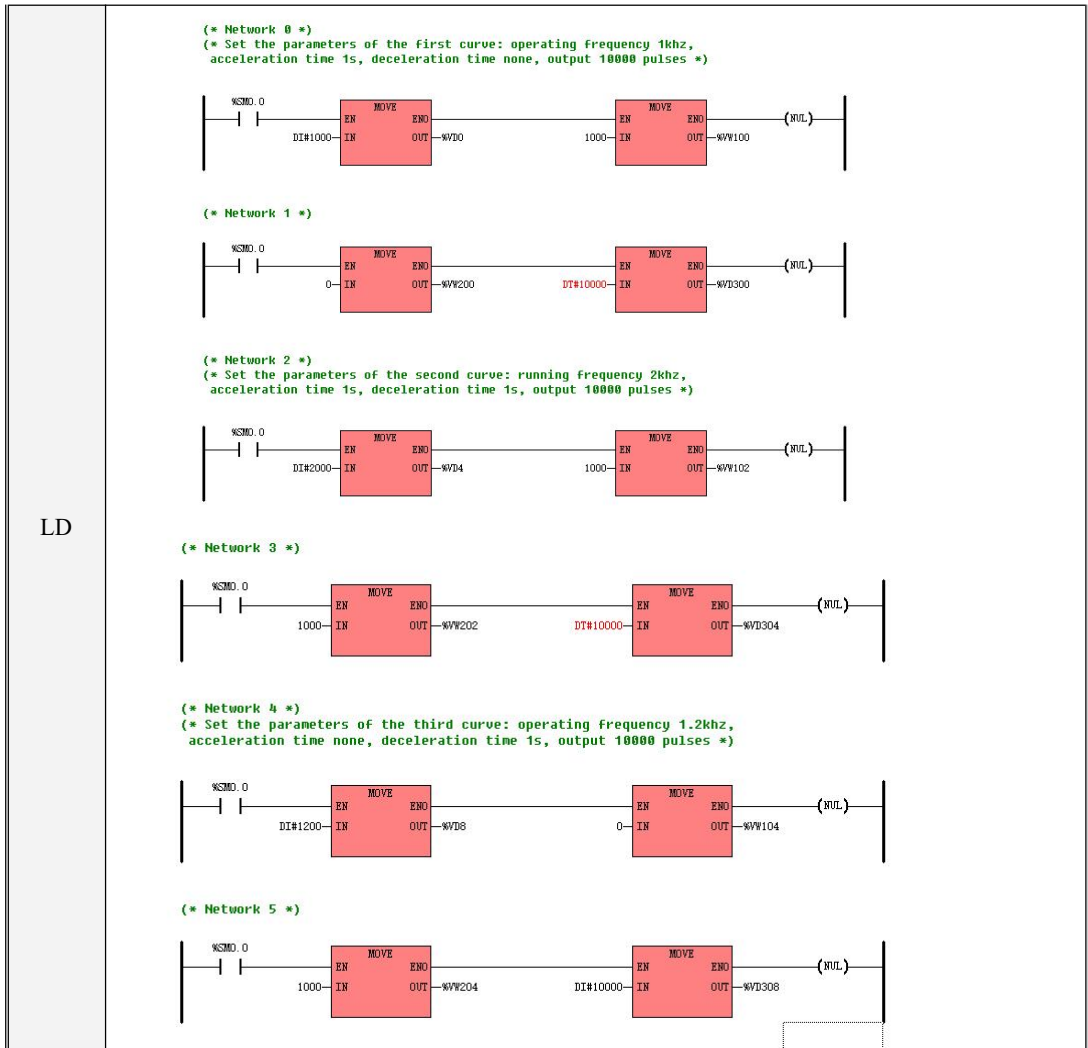 (* Network 0 *)
(* Set the parameters of the first curve: operating frequency 1khz,
acceleration time 1s, deceleration time none, output 10000 pulses *)
%SM0.0
MOVE MOVE
EN ENO EN ENO (NUL)
DI#1000 IN OUT %VD0 1000 IN OUT %VW100
(* Network 1 *)
%SM0.0
MOVE MOVE
EN ENO EN ENO (NUL)
0 IN OUT %VW200 DT#10000 IN OUT %VD300
(* Network 2 *)
(* Set the parameters of the second curve: running frequency 2khz,
acceleration time 1s, deceleration time 1s, output 10000 pulses *)
%SM0.0
MOVE MOVE
EN ENO EN ENO (NUL)
DI#2000 IN OUT %VD4 1000 IN OUT %VW102
LD
(* Network 3 *)
%SM0.0
MOVE MOVE
EN ENO EN ENO (NUL)
1000 IN OUT %VW202 DT#10000 IN OUT %VD304
(* Network 4 *)
(* Set the parameters of the third curve: operating frequency 1.2khz,
acceleration time none, deceleration time 1s, output 10000 pulses *)
%SM0.0
MOVE MOVE
EN ENO EN ENO (NUL)
DI#1200 IN OUT %VD8 0 IN OUT %VW104
(* Network 5 *)
%SM0.0
MOVE MOVE
EN ENO EN ENO (NUL)
1000 IN OUT %VW204 DI#10000 IN OUT %VD308